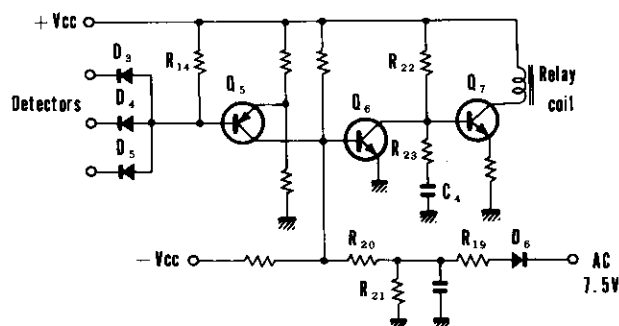 + Vcc
D₃
R₁₄
Q₅
R₂₂
Q₇
Relay
coil
Detectors
D₄
Q₆
D₅
R₂₃
C₄
− Vcc
R₂₀
R₁₉
D₆
R₂₁
AC
7.5V